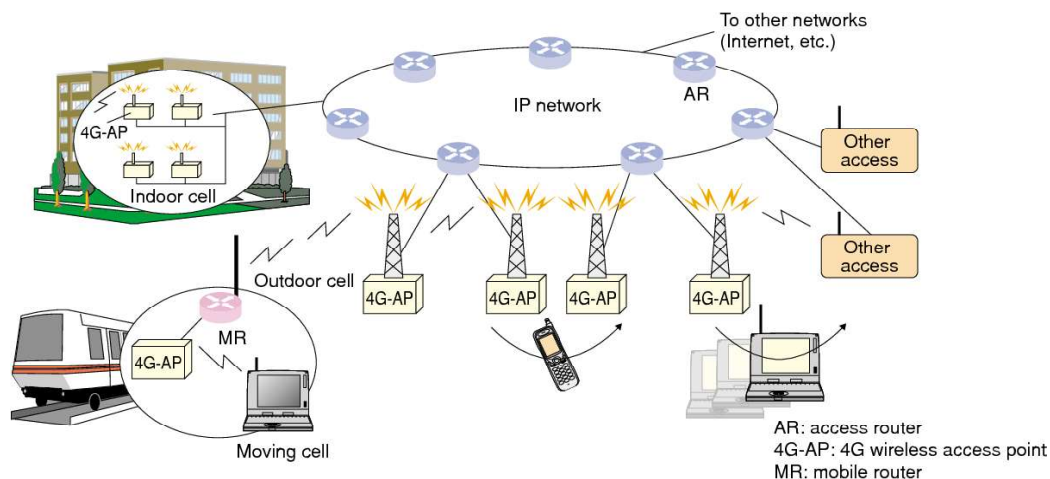 To other networks
(Internet, etc.)
IP network
AR
4G-AP
Indoor cell
Other
access
Other
access
Outdoor cell
4G-AP
4G-AP
4G-AP
4G-AP
MR
4G-AP
Moving cell
AR: access router
4G-AP: 4G wireless access point
MR: mobile router